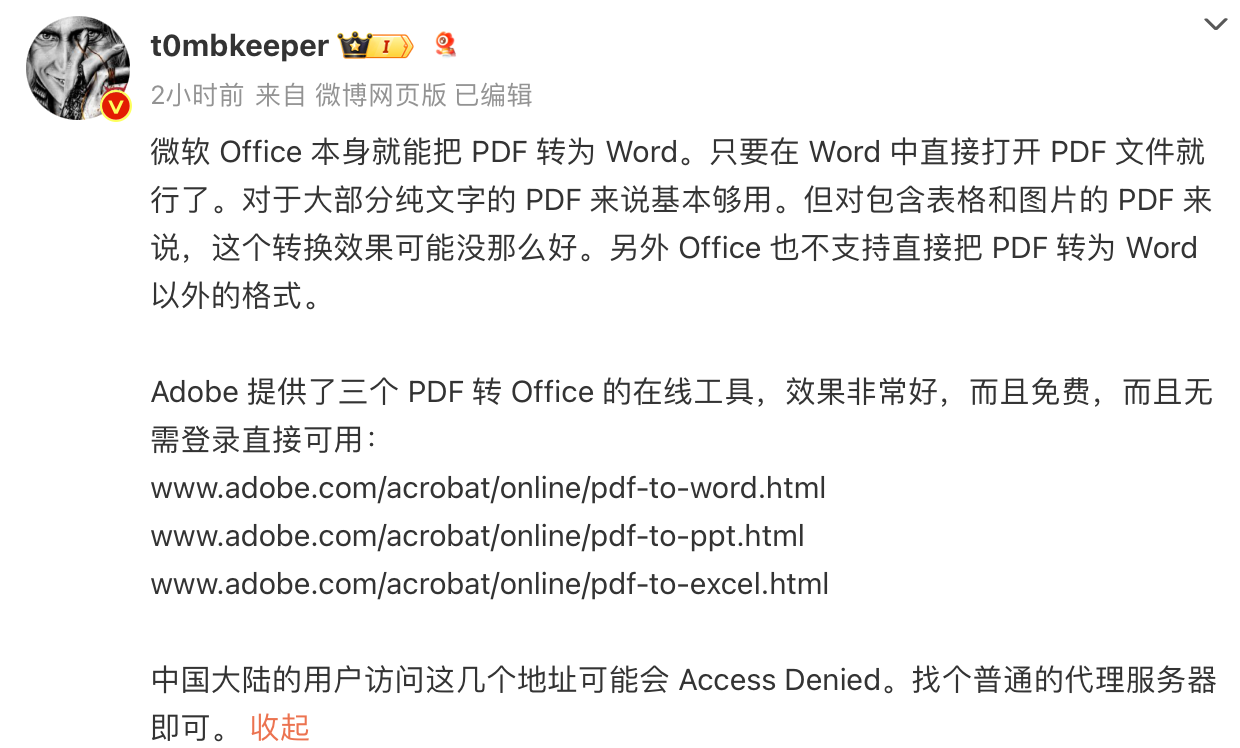 t0mbkeeper I
2小时前 来自 微博网页版 已编辑
微软 Office 本身就能把 PDF 转为 Word。只要在 Word 中直接打开 PDF 文件就
行了。对于大部分纯文字的 PDF 来说基本够用。但对包含表格和图片的 PDF 来
说，这个转换效果可能没那么好。另外 Office 也不支持直接把 PDF 转为 Word
以外的格式。
Adobe 提供了三个 PDF 转 Office 的在线工具，效果非常好，而且免费，而且无
需登录直接可用：
www.adobe.com/acrobat/online/pdf-to-word.html
www.adobe.com/acrobat/online/pdf-to-ppt.html
www.adobe.com/acrobat/online/pdf-to-excel.html
中国大陆的用户访问这几个地址可能会 Access Denied。找个普通的代理服务器
即可。 收起